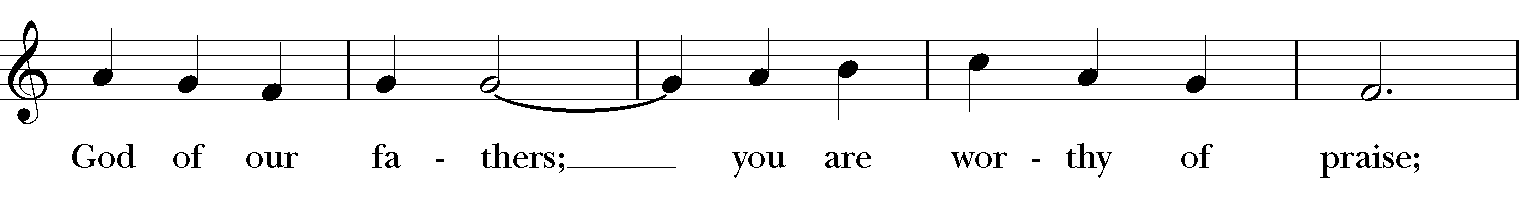 God of our fa - thers; you are wor - thy of praise;